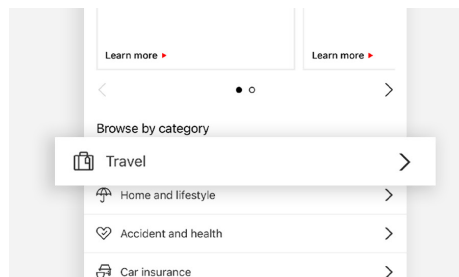 Learn more
Learn more
Browse by category
Travel
Home and lifestyle
Accident and health
Car insurance